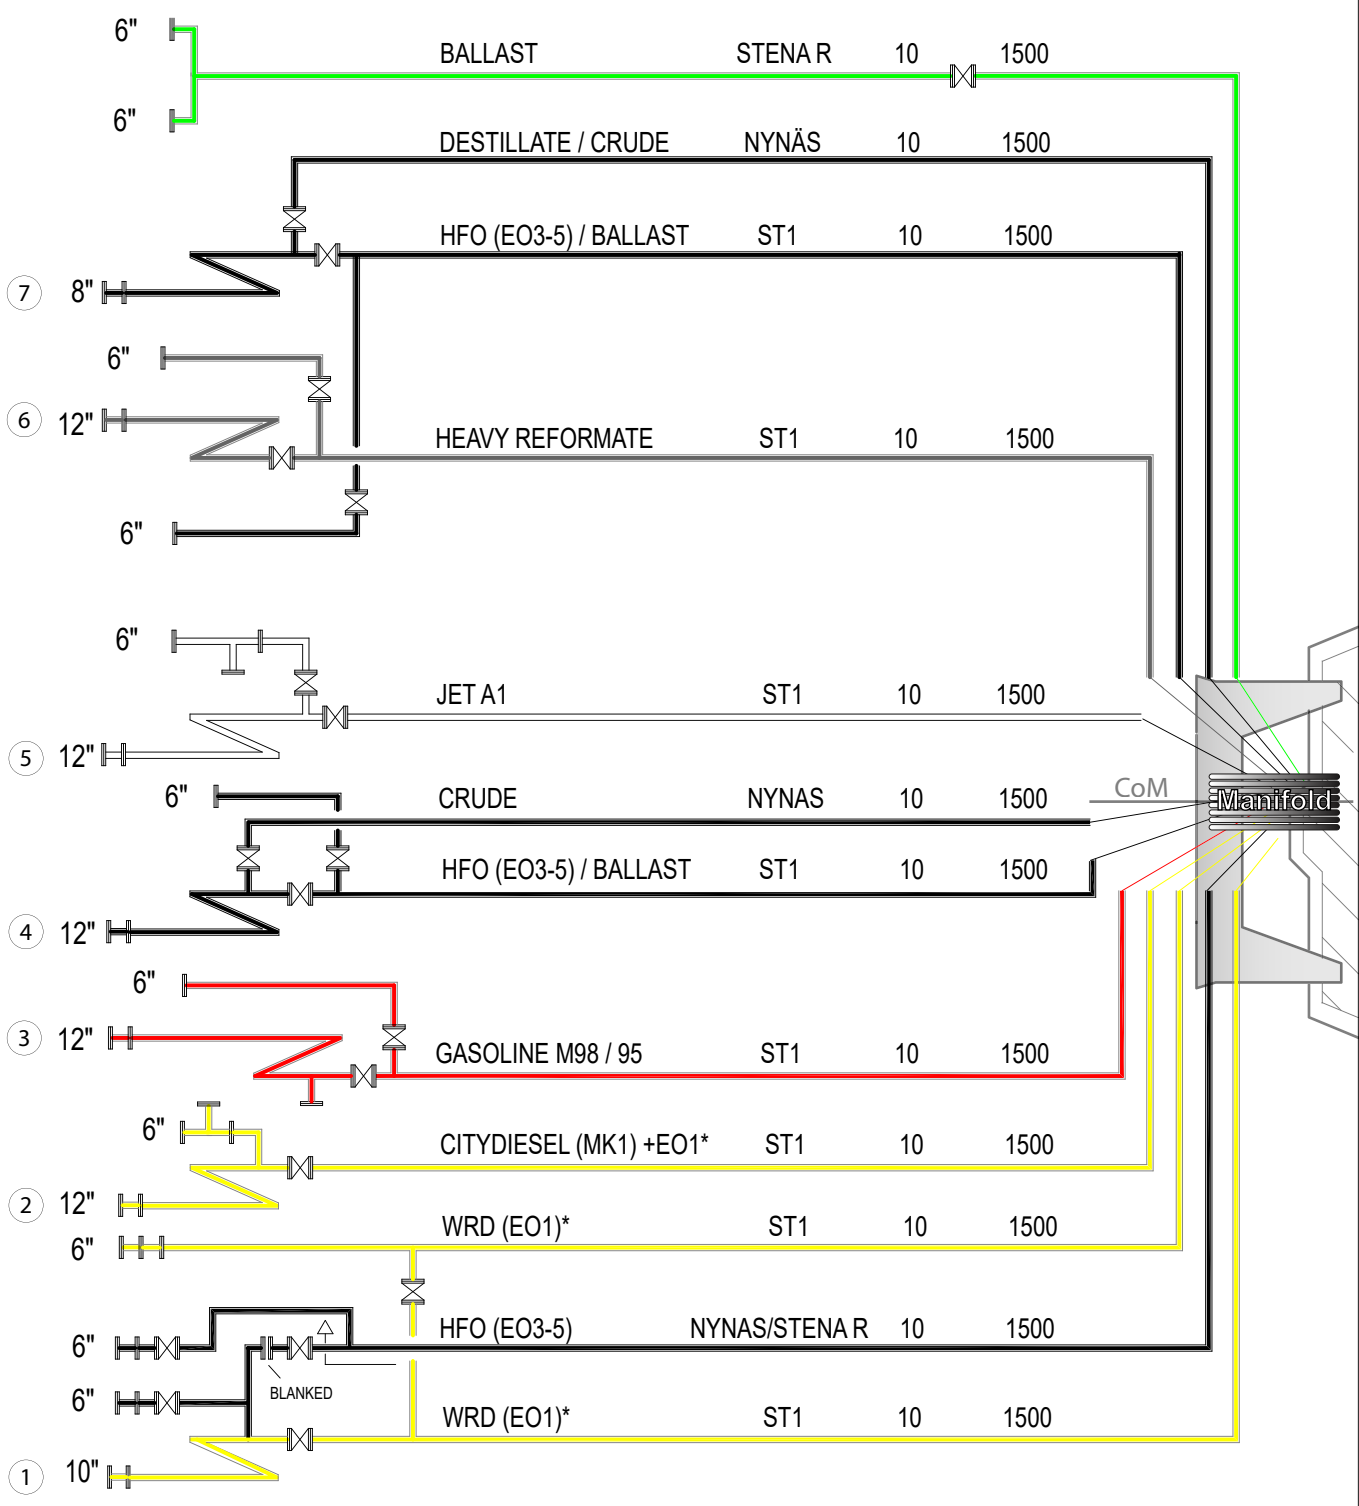 6"
BALLAST STENA R 10 1500
6"
DESTILLATE / CRUDE NYNÄS 10 1500
HFO (EO3-5) / BALLAST ST1 10 1500
7 8"
6"
6 12"
HEAVY REFORMATE ST1 10 1500
6"
6"
JET A1 ST1 10 1500
5 12"
6"
CRUDE NYNAS 10 1500
CoM
Manifold
HFO (EO3-5) / BALLAST ST1 10 1500
4 12"
6"
3 12"
GASOLINE M98 / 95 ST1 10 1500
6"
CITYDIESEL (MK1) +EO1* ST1 10 1500
2 12"
WRD (EO1)* ST1 10 1500
6"
HFO (EO3-5) NYNAS/STENA R 10 1500
6"
BLANKED
6"
WRD (EO1)* ST1 10 1500
1 10"